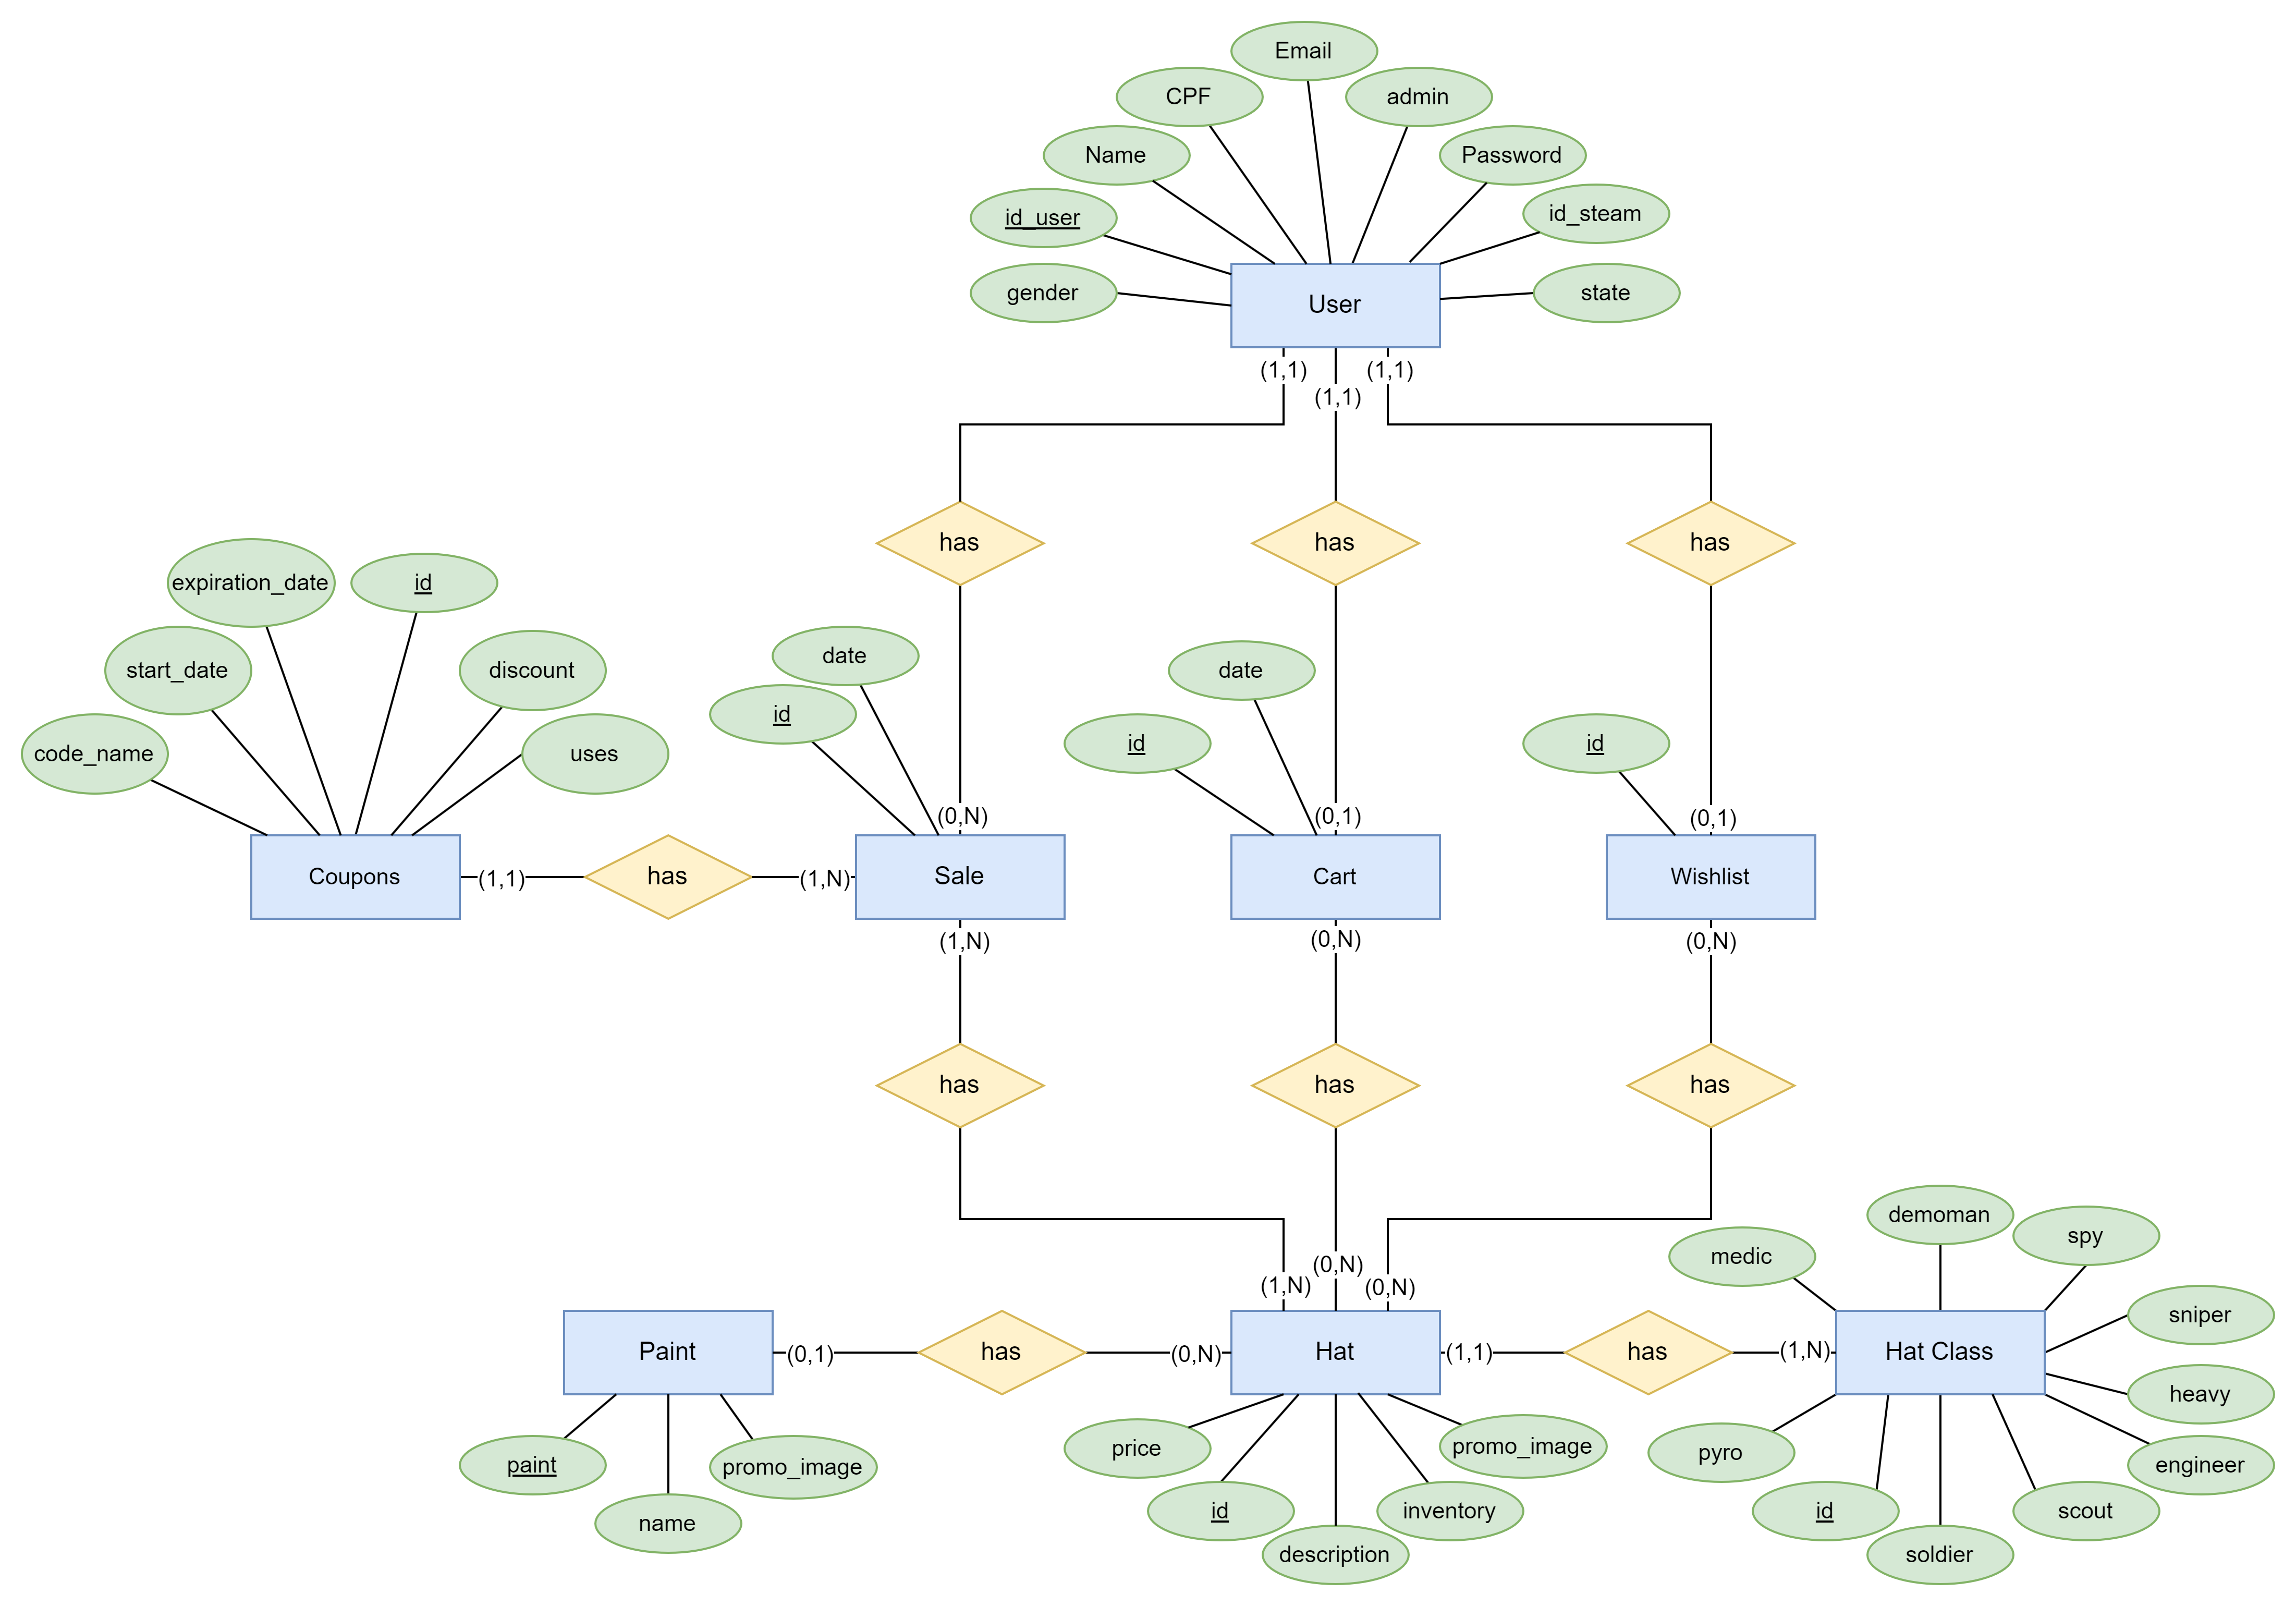 Email
CPF
admin
Name
Password
id_user
id_steam
gender
User
state
(1,1)
(1,1)
(1,1)
has
has
has
expiration_date
id
start_date
discount
code_name
uses
date
id
date
id
id
(0,N)
(0,1)
(0,1)
Coupons
(1,1)
has
(1,N)
Sale
Cart
Wishlist
(1,N)
(0,N)
(0,N)
has
has
has
(1,N)
(0,N)
(0,N)
medic
demoman
spy
sniper
Paint
(0,1)
has
(0,N)
Hat
(1,1)
has
(1,N)
Hat Class
heavy
paint
promo_image
name
price
promo_image
id
inventory
description
pyro
engineer
id
scout
soldier